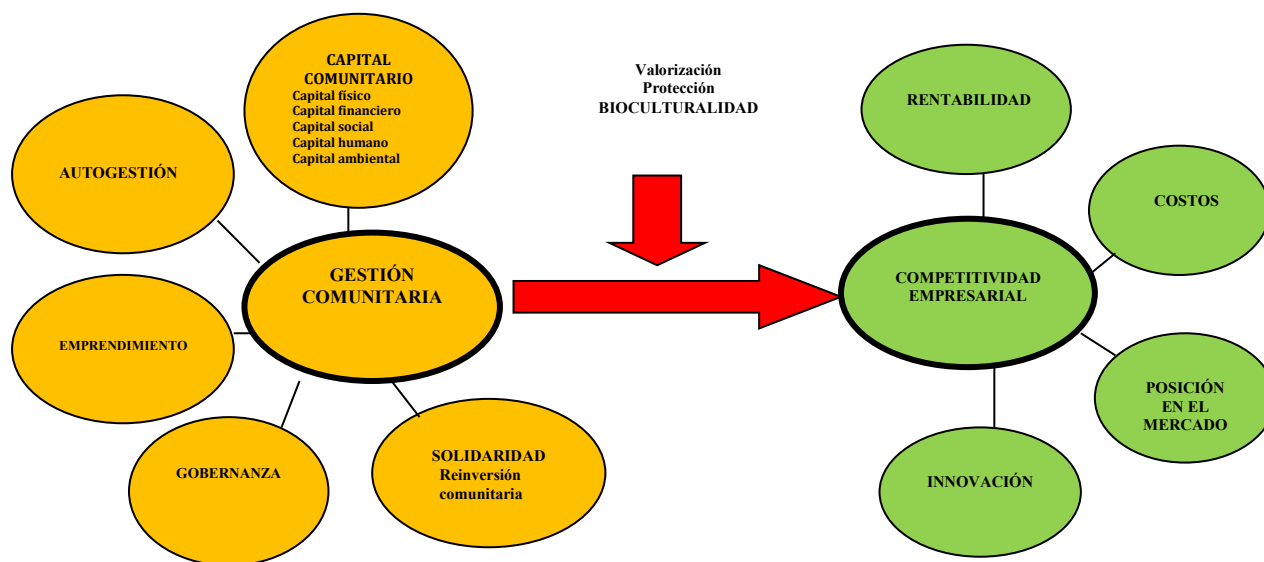 CAPITAL
COMUNITARIO
Capital físico
Capital financiero
Capital social
Capital humano
Capital ambiental
AUTOGESTIÓN
GESTIÓN
COMUNITARIA
EMPRENDIMIENTO
GOBERNANZA
SOLIDARIDAD
Reinversión
comunitaria
Valorización
Protección
BIOCULTURALIDAD
RENTABILIDAD
COSTOS
COMPETITIVIDAD
EMPRESARIAL
POSICIÓN
EN EL
MERCADO
INNOVACIÓN